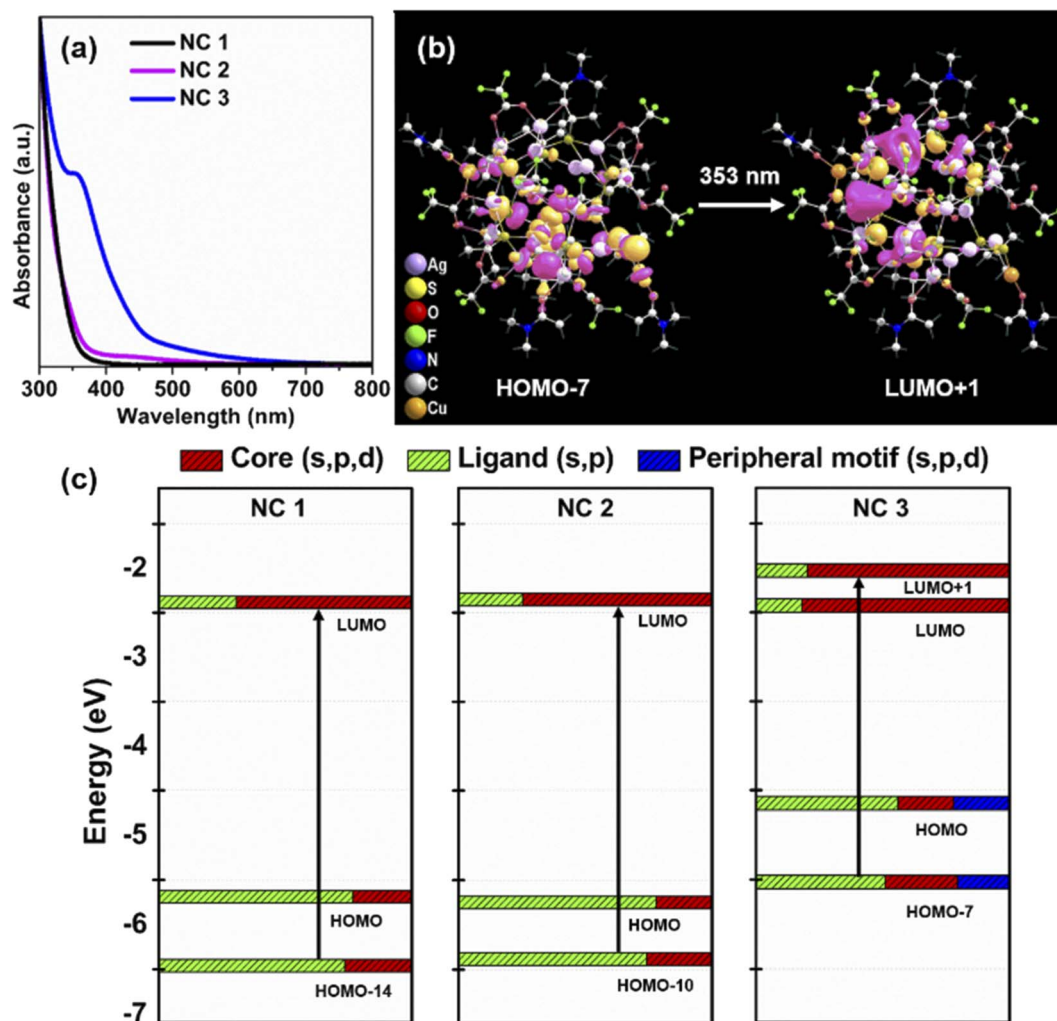 (a)
NC 1
NC 2
NC 3
Absorbance (a.u.)
300 400 500 600 700 800
Wavelength (nm)
(b)
353 nm
Ag
S
O
F
N
C
Cu
HOMO-7
LUMO+1
Core (s,p,d) Ligand (s,p) Peripheral motif (s,p,d)
(c)
NC 1
NC 2
NC 3
Energy (eV)
-2
-3
-4
-5
-6
-7
LUMO
HOMO
HOMO-14
LUMO
HOMO
HOMO-10
LUMO+1
LUMO
HOMO
HOMO-7